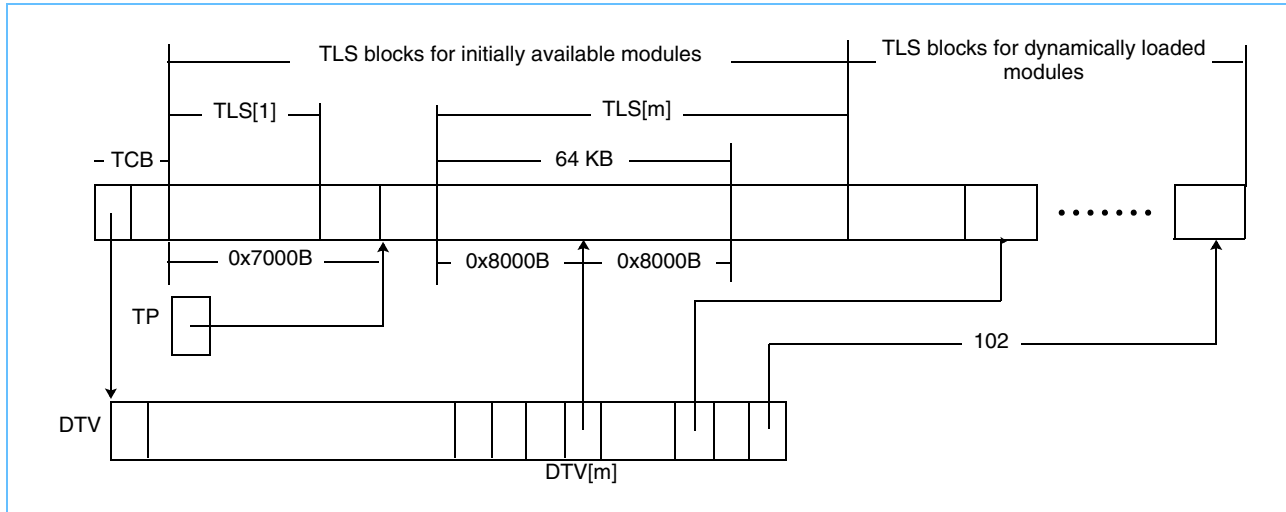 TLS blocks for initially available modules
TLS blocks for dynamically loaded
modules
TLS[1]
TLS[m]
TCB
64 KB
0x7000B
0x8000B
0x8000B
TP
102
DTV
DTV[m]